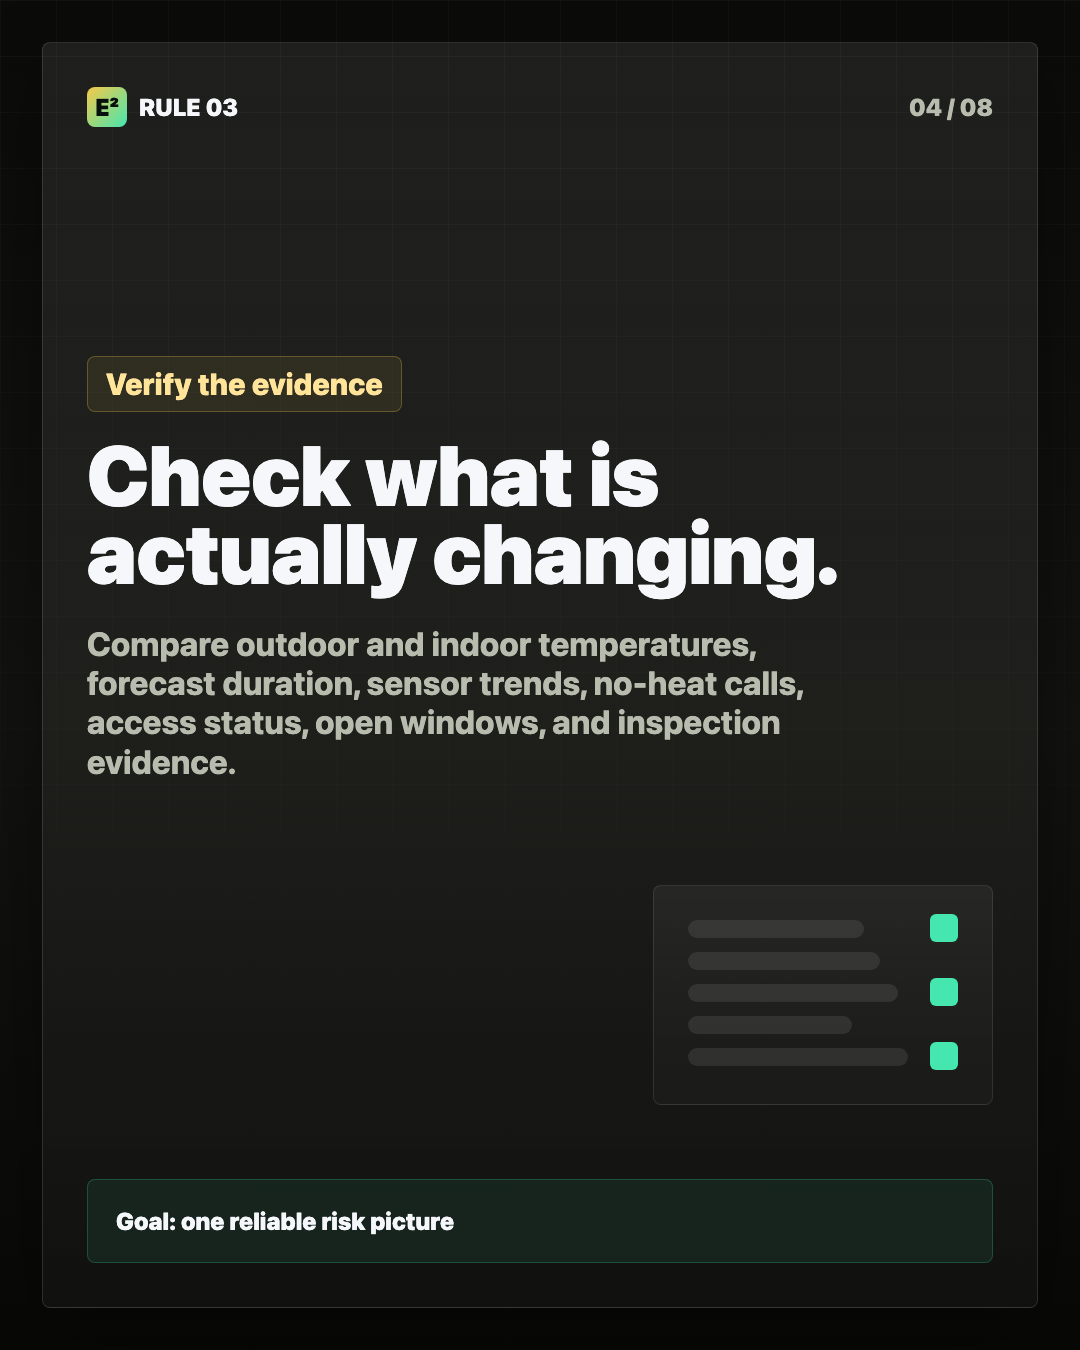 E² RULE 03
04 / 08
Verify the evidence
Check what is
actually changing.
Compare outdoor and indoor temperatures,
forecast duration, sensor trends, no-heat calls,
access status, open windows, and inspection
evidence.
Goal: one reliable risk picture